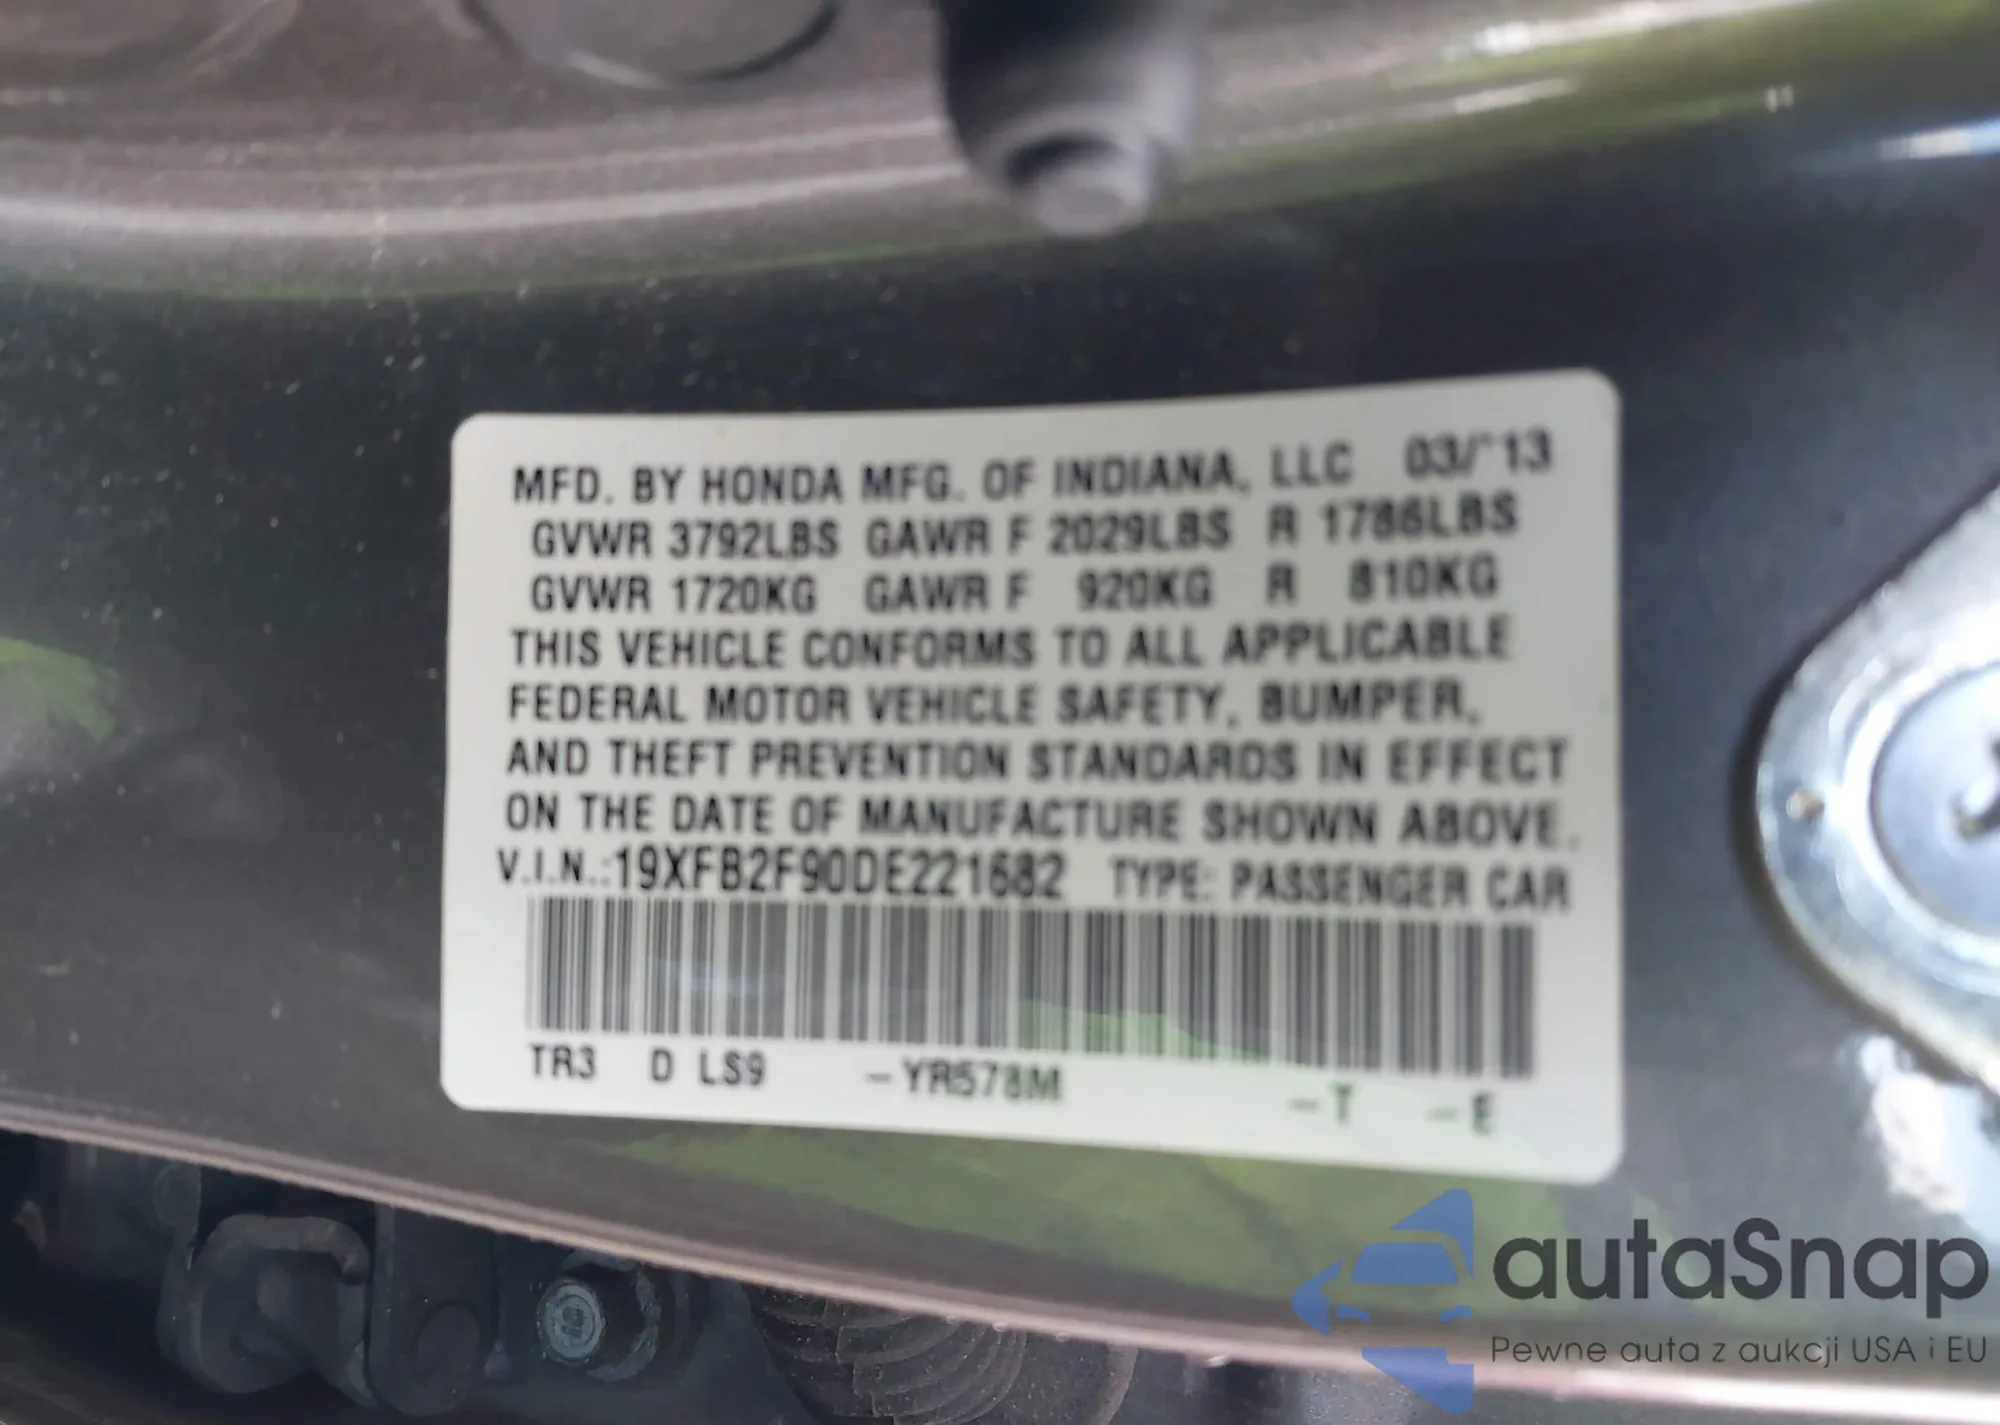 MFD. BY HONDA MFG. OF INDIANA, LLC 03/'13
GVWR 3792LBS GAWR F 2029LBS R 1786LBS
GVWR 1720KG GAWR F 920KG R 810KG
THIS VEHICLE CONFORMS TO ALL APPLICABLE
FEDERAL MOTOR VEHICLE SAFETY, BUMPER,
AND THEFT PREVENTION STANDARDS IN EFFECT
ON THE DATE OF MANUFACTURE SHOWN ABOVE.
V.I.N.:19XFB2F90DE221682 TYPE: PASSENGER CAR
TR3 D LS9 -YR578M -T -E
autaSnap
Pewne auta z aukcji USA i EU